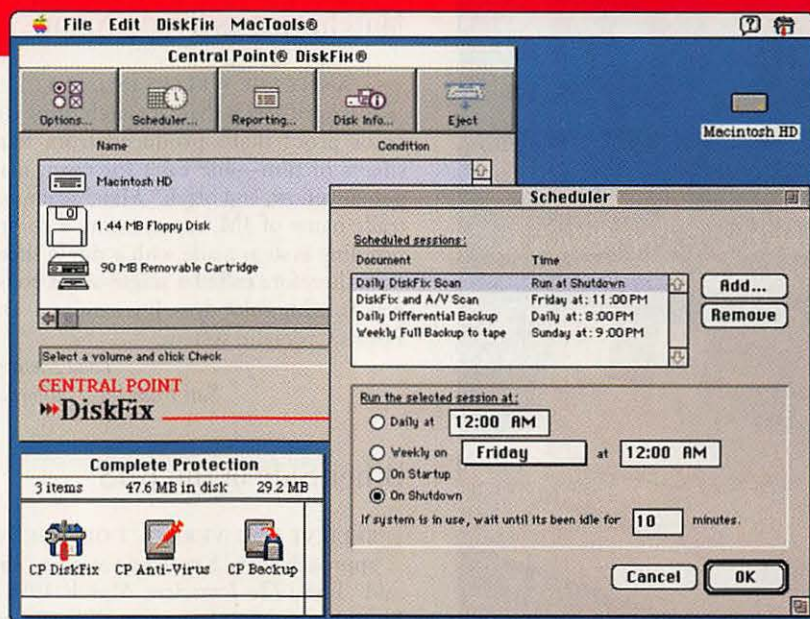 File Edit DiskFix MacTools®
Central Point® DiskFix®
Options... Scheduler... Reporting... Disk Info... Eject
Name Condition
Macintosh HD
1.44 MB Floppy Disk
90 MB Removable Cartridge
Select a volume and click Check
CENTRAL POINT
DiskFix
Macintosh HD
Scheduler
Scheduled sessions:
Document Time
Daily DiskFix Scan Run at Shutdown
DiskFix and A/V Scan Friday at: 11:00 PM
Daily Differential Backup Daily at: 8:00 PM
Weekly Full Backup to tape Sunday at: 9:00 PM
Add...
Remove
Run the selected session at:
Daily at 12:00 AM
Weekly on Friday at 12:00 AM
On Startup
On Shutdown
If system is in use, wait until its been idle for 10 minutes.
Cancel OK
Complete Protection
3 items 47.6 MB in disk 29.2 MB
CP DiskFix CP Anti-Virus CP Backup